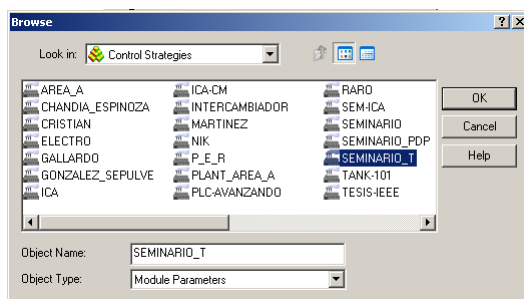 Browse
Look in: Control Strategies
AREA_A ICA-CM RARO
CHANDIA_ESPINOZA INTERCAMBIADOR SEM-ICA
CRISTIAN MARTINEZ SEMINARIO
ELECTRO NIK SEMINARIO_PDP
GALLARDO P_E_R SEMINARIO_T
GONZALEZ_SEPULVE PLANT_AREA_A TANK-101
ICA PLC-AVANZANDO TESIS-IEEE
OK
Cancel
Help
Object Name: SEMINARIO_T
Object Type: Module Parameters